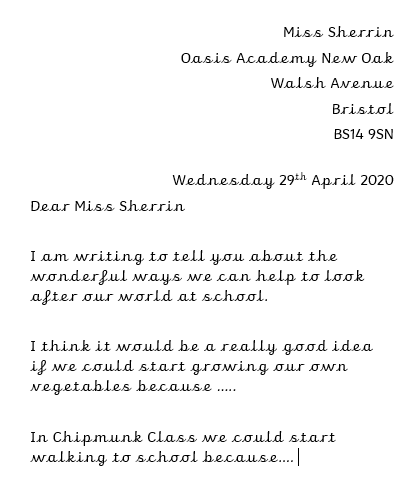 Miss Sherrin
Oasis Academy New Oak
Walsh Avenue
Bristol
BS14 9SN
Wednesday 29th April 2020
Dear Miss Sherrin
I am writing to tell you about the
wonderful ways we can help to look
after our world at school.
I think it would be a really good idea
if we could start growing our own
vegetables because .....
In Chipmunk Class we could start
walking to school because....